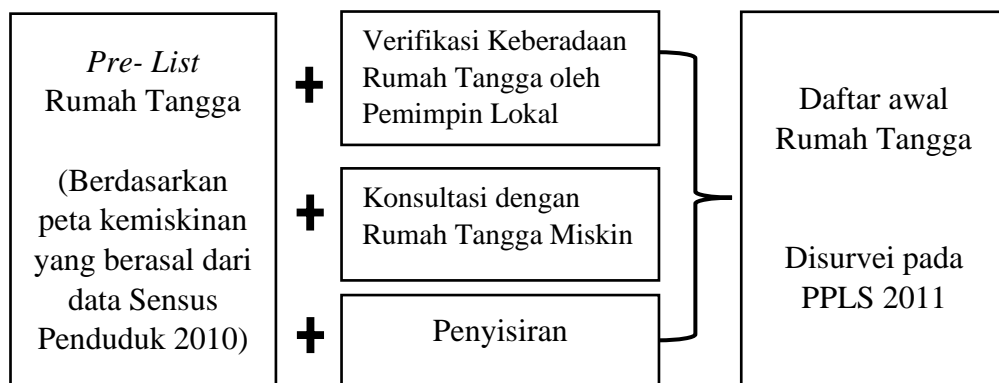 Pre- List
Rumah Tangga
(Berdasarkan
peta kemiskinan
yang berasal dari
data Sensus
Penduduk 2010)
+
Verifikasi Keberadaan
Rumah Tangga oleh
Pemimpin Lokal
+
Konsultasi dengan
Rumah Tangga Miskin
+
Penyisiran
Daftar awal
Rumah Tangga
Disurvei pada
PPLS 2011